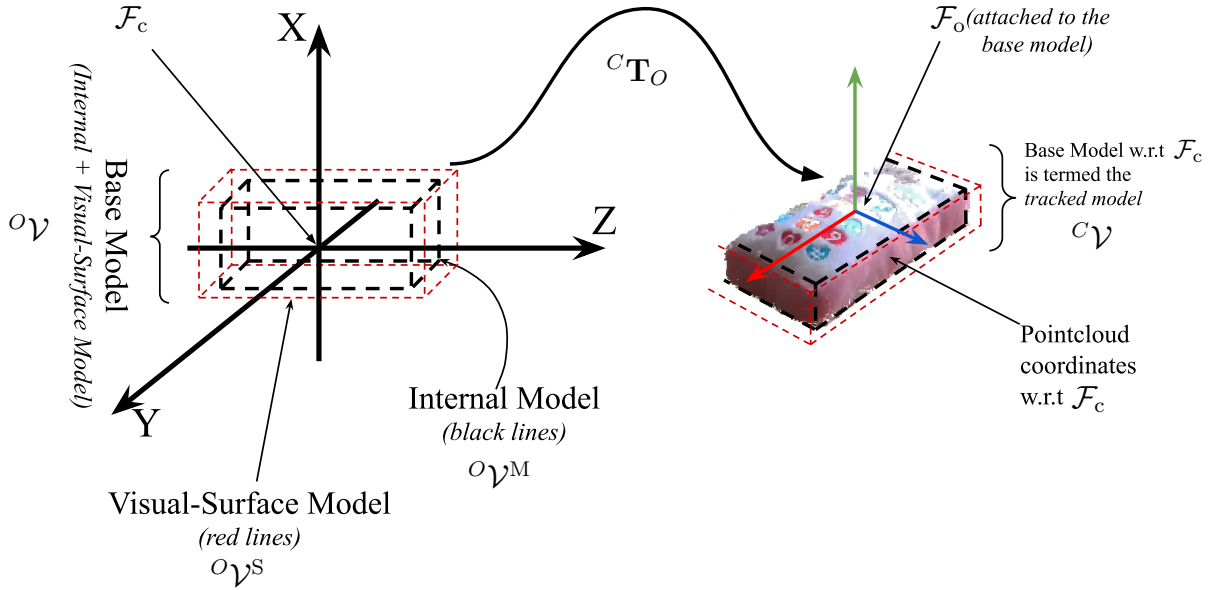 𝓕c
X
ᶜT_O
𝓕o (attached to the
base model)
Base Model
(Internal + Visual-Surface Model)
ᴼ𝓥
Z
Y
Base Model w.r.t 𝓕c
is termed the
tracked model
ᶜ𝓥
Pointcloud
coordinates
w.r.t 𝓕c
Internal Model
(black lines)
ᴼ𝓥ᴹ
Visual-Surface Model
(red lines)
ᴼ𝓥ˢ